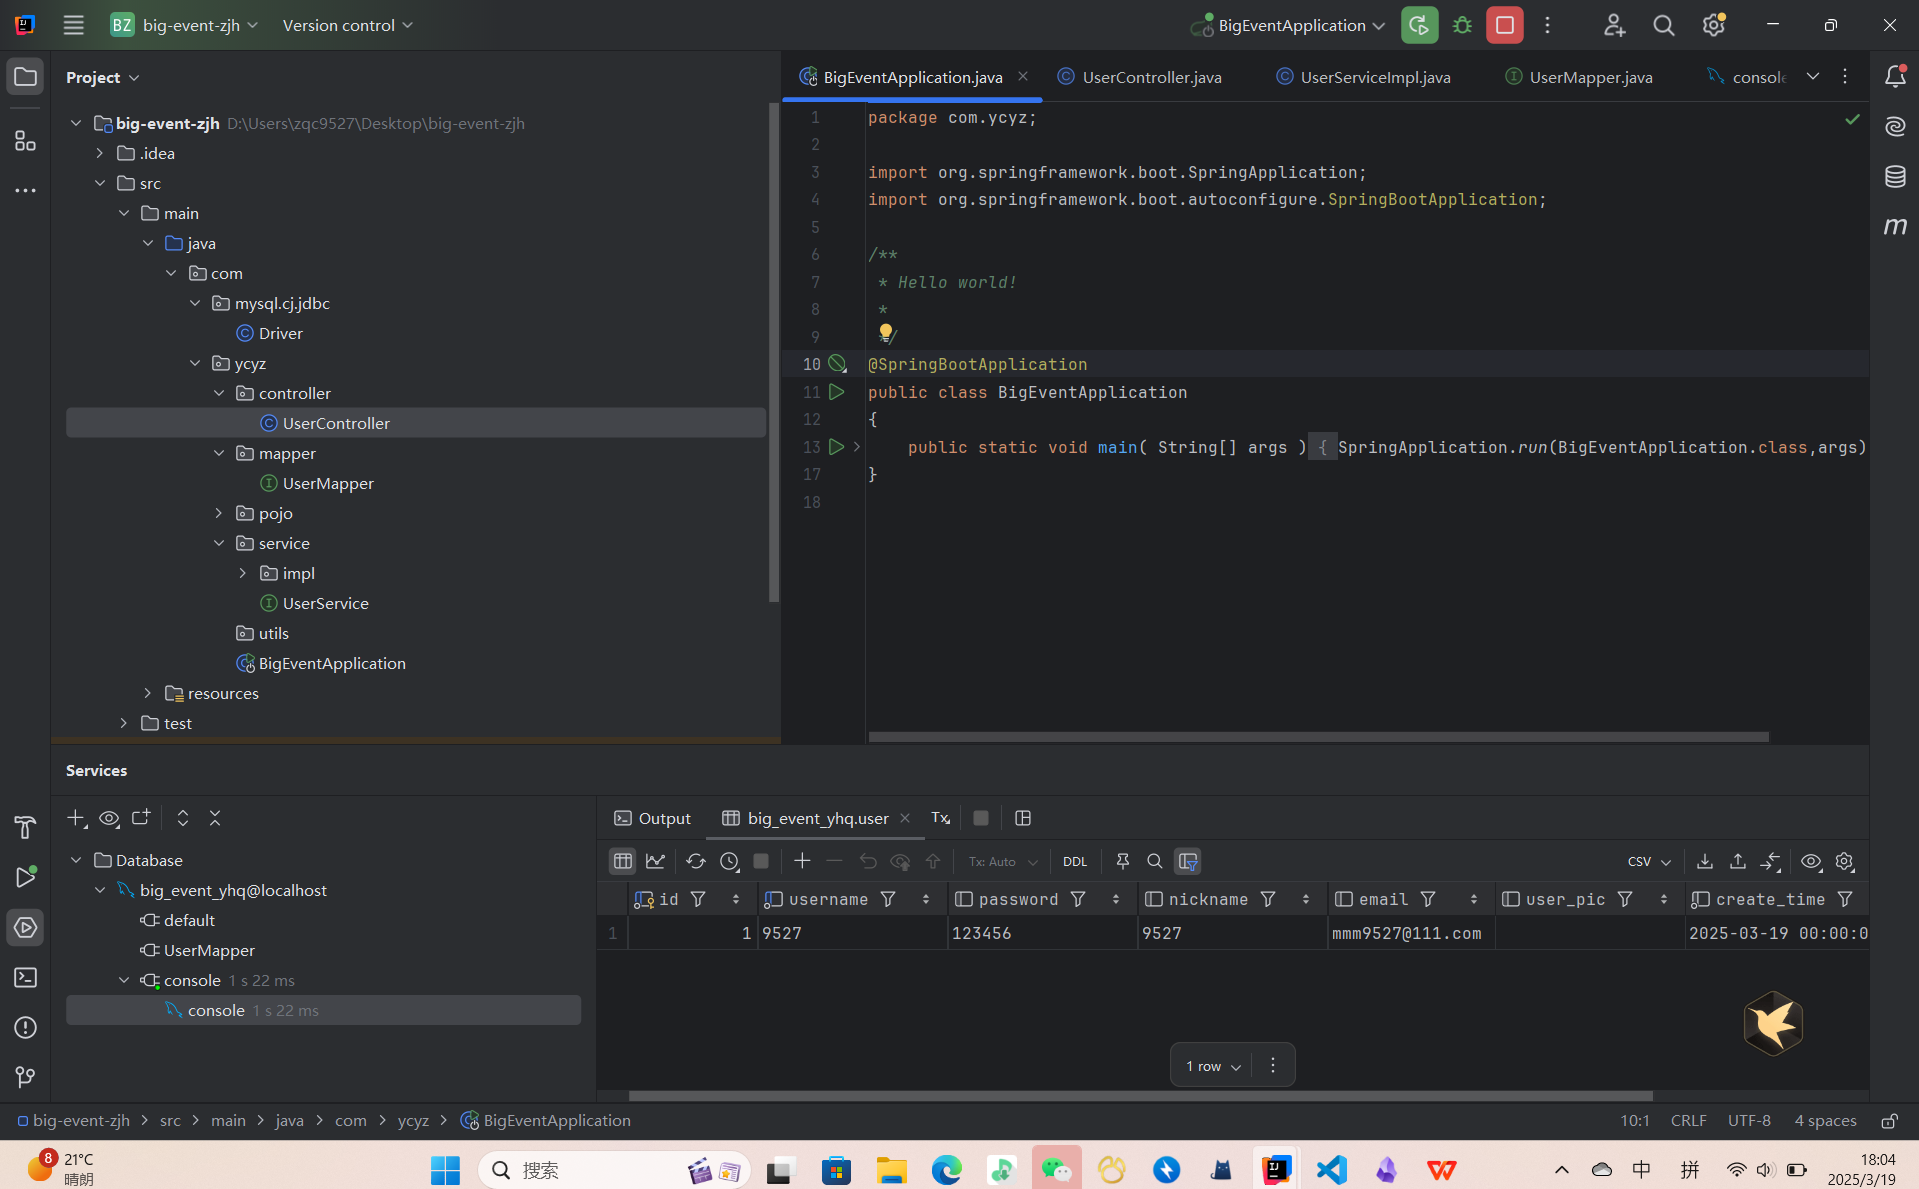 BZ big-event-zjh Version control BigEventApplication
Project
BigEventApplication.java UserController.java UserServiceImpl.java UserMapper.java console
big-event-zjh D:\Users\zqc9527\Desktop\big-event-zjh
.idea
src
main
java
com
mysql.cj.jdbc
Driver
ycyz
controller
UserController
mapper
UserMapper
pojo
service
impl
UserService
utils
BigEventApplication
resources
test
1 package com.ycyz;
2
3 import org.springframework.boot.SpringApplication;
4 import org.springframework.boot.autoconfigure.SpringBootApplication;
5
6 /**
7 * Hello world!
8 *
9 */
10 @SpringBootApplication
11 public class BigEventApplication
12 {
13 public static void main( String[] args ) { SpringApplication.run(BigEventApplication.class,args)
17 }
18
m
Services
Database
big_event_yhq@localhost
default
UserMapper
console 1 s 22 ms
console 1 s 22 ms
Output big_event_yhq.user Tx
Tx: Auto DDL CSV
id username password nickname email user_pic create_time
1 1 9527 123456 9527 mmm9527@111.com 2025-03-19 00:00:0
1 row
big-event-zjh > src > main > java > com > ycyz > BigEventApplication 10:1 CRLF UTF-8 4 spaces
8 21°C
晴朗
搜索
中 拼
18:04
2025/3/19